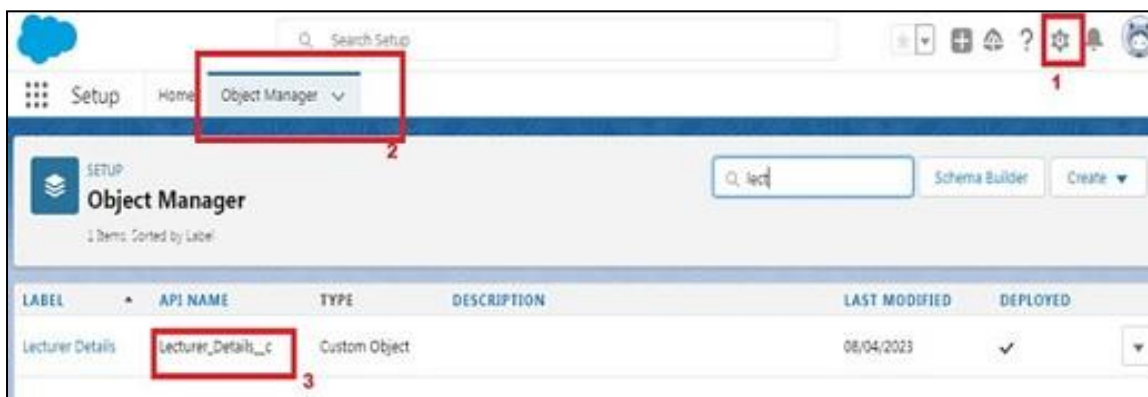 Search Setup
1
Setup Home Object Manager
2
SETUP
Object Manager
1 Items, Sorted by Label
lect
Schema Builder
Create
LABEL API NAME TYPE DESCRIPTION LAST MODIFIED DEPLOYED
Lecturer Details Lecturer_Details__c Custom Object 08/04/2023
3